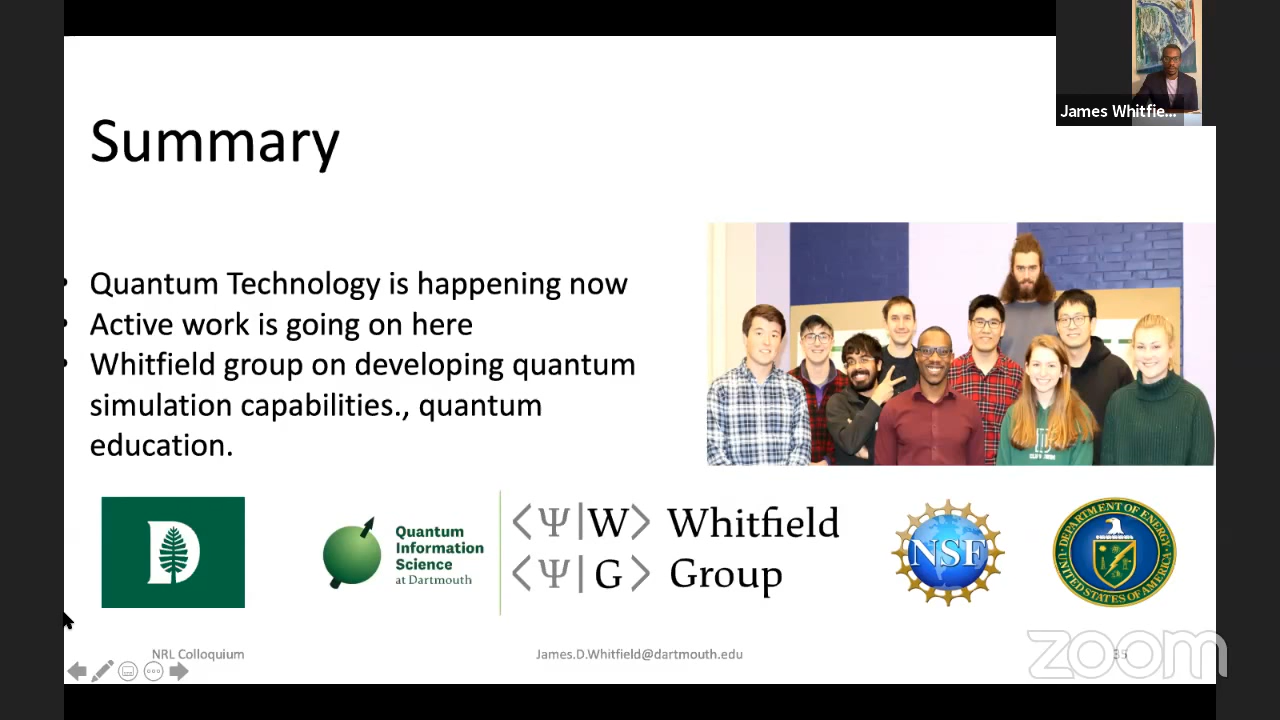 James Whitfie...
Summary
• Quantum Technology is happening now
• Active work is going on here
• Whitfield group on developing quantum
simulation capabilities., quantum
education.
D
Quantum
Information
Science
at Dartmouth
<Ψ|W> Whitfield
<Ψ|G> Group
NSF
DEPARTMENT OF ENERGY
UNITED STATES OF AMERICA
NRL Colloquium
James.D.Whitfield@dartmouth.edu
35
zoom